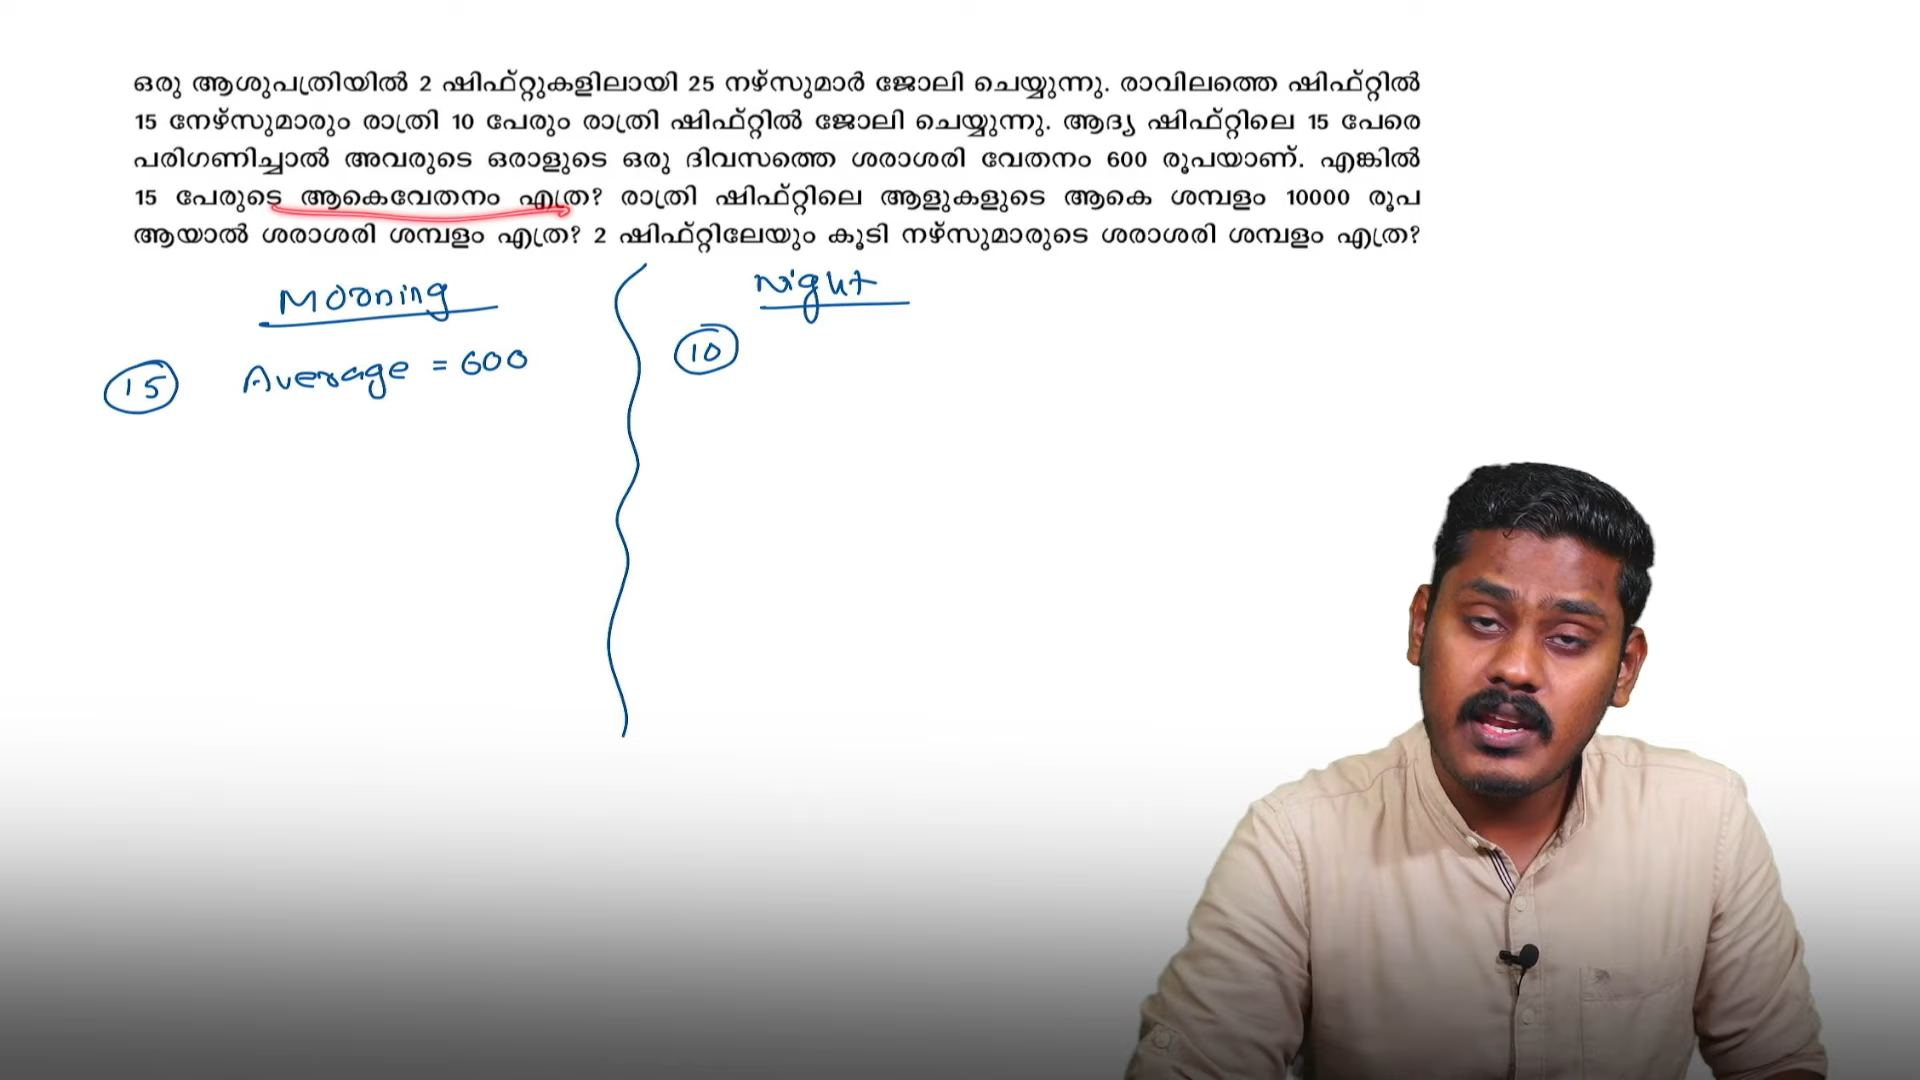 ഒരു ആശുപത്രിയിൽ 2 ഷിഫ്റ്റുകളിലായി 25 നഴ്സുമാർ ജോലി ചെയ്യുന്നു. രാവിലത്തെ ഷിഫ്റ്റിൽ
15 നേഴ്സുമാരും രാത്രി 10 പേരും രാത്രി ഷിഫ്റ്റിൽ ജോലി ചെയ്യുന്നു. ആദ്യ ഷിഫ്റ്റിലെ 15 പേരെ
പരിഗണിച്ചാൽ അവരുടെ ഒരാളുടെ ഒരു ദിവസത്തെ ശരാശരി വേതനം 600 രൂപയാണ്. എങ്കിൽ
15 പേരുടെ ആകെവേതനം എത്ര? രാത്രി ഷിഫ്റ്റിലെ ആളുകളുടെ ആകെ ശമ്പളം 10000 രൂപ
ആയാൽ ശരാശരി ശമ്പളം എത്ര? 2 ഷിഫ്റ്റിലേയും കൂടി നഴ്സുമാരുടെ ശരാശരി ശമ്പളം എത്ര?
Morning
15 Average = 600
Night
10